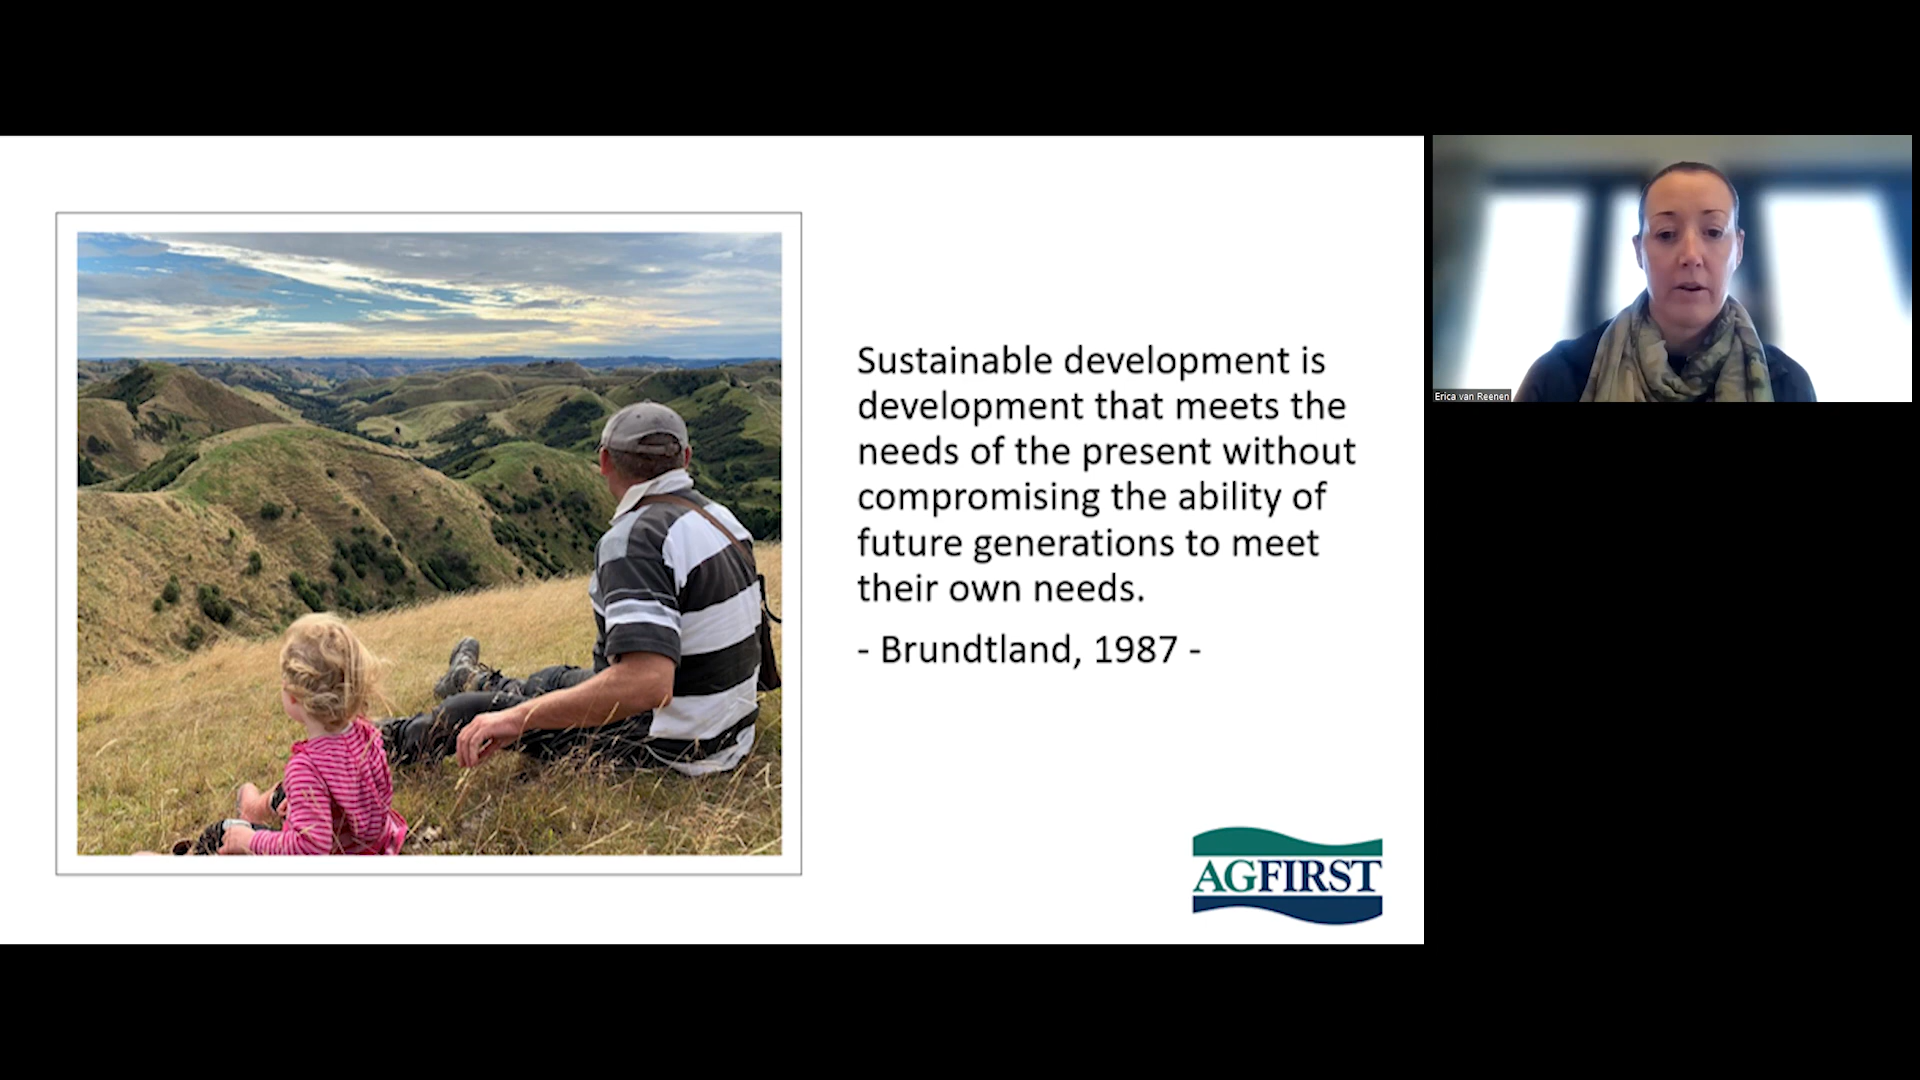 Sustainable development is
development that meets the
needs of the present without
compromising the ability of
future generations to meet
their own needs.
- Brundtland, 1987 -
AGFIRST
Erica van Reenen